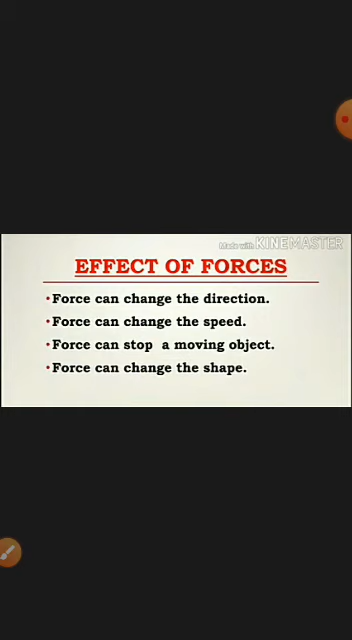 Made with KINEMASTER
EFFECT OF FORCES
• Force can change the direction.
• Force can change the speed.
• Force can stop a moving object.
• Force can change the shape.